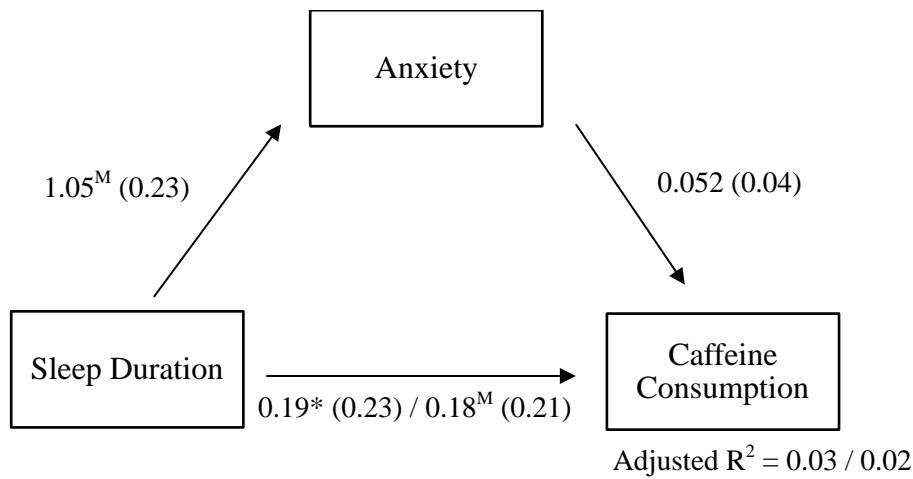 Anxiety
1.05ᴹ (0.23)
0.052 (0.04)
Sleep Duration
Caffeine
Consumption
0.19* (0.23) / 0.18ᴹ (0.21)
Adjusted R² = 0.03 / 0.02